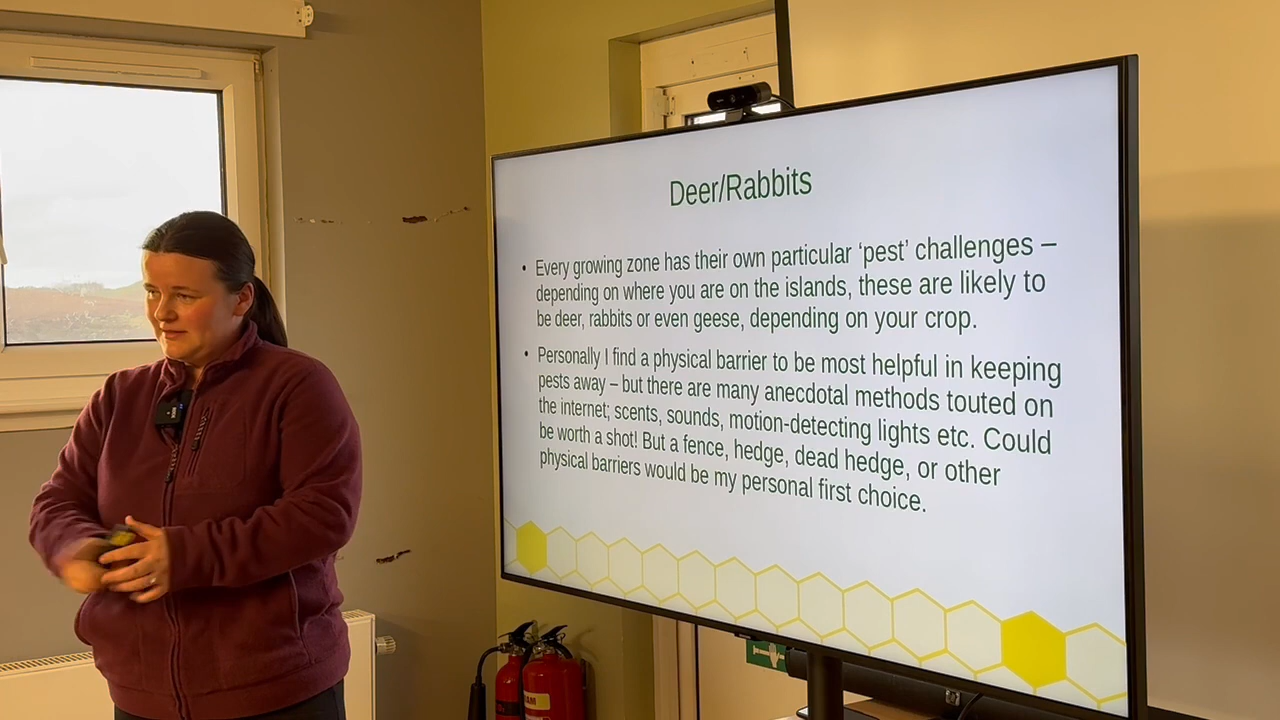 Deer/Rabbits
• Every growing zone has their own particular ‘pest’ challenges –
depending on where you are on the islands, these are likely to
be deer, rabbits or even geese, depending on your crop.
• Personally I find a physical barrier to be most helpful in keeping
pests away – but there are many anecdotal methods touted on
the internet; scents, sounds, motion-detecting lights etc. Could
be worth a shot! But a fence, hedge, dead hedge, or other
physical barriers would be my personal first choice.